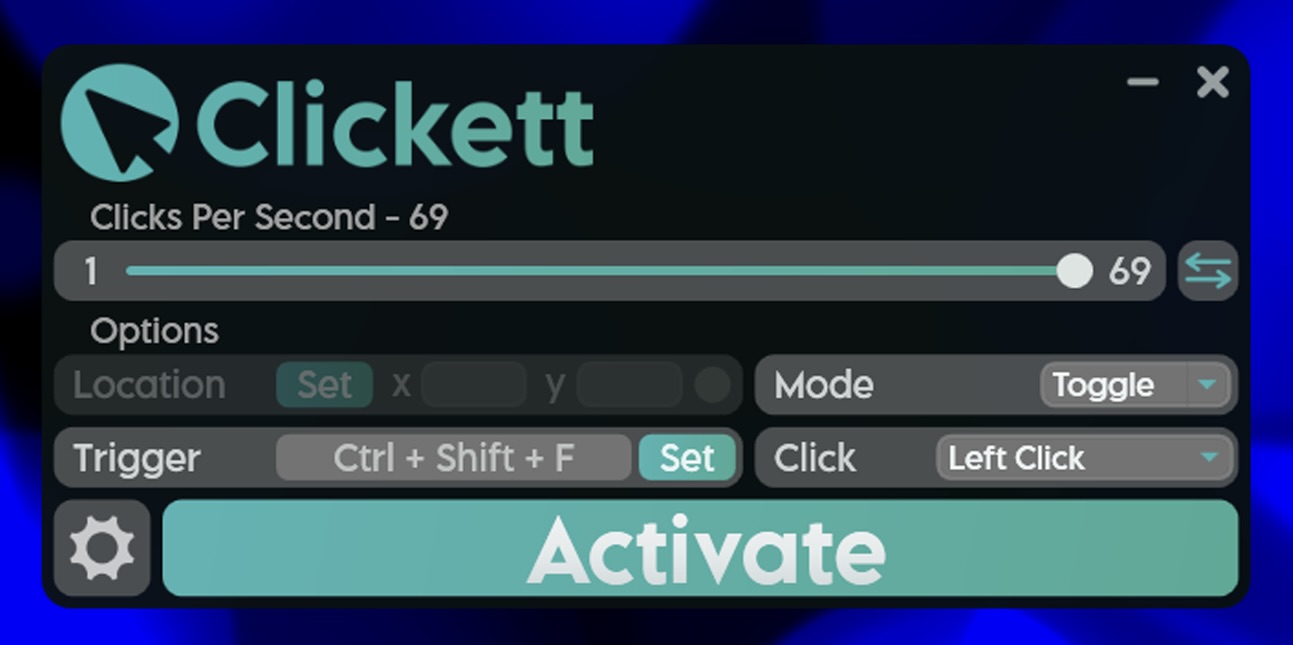 Clickett
Clicks Per Second - 69
1 69
Options
Location Set x y Mode Toggle
Trigger Ctrl + Shift + F Set Click Left Click
Activate